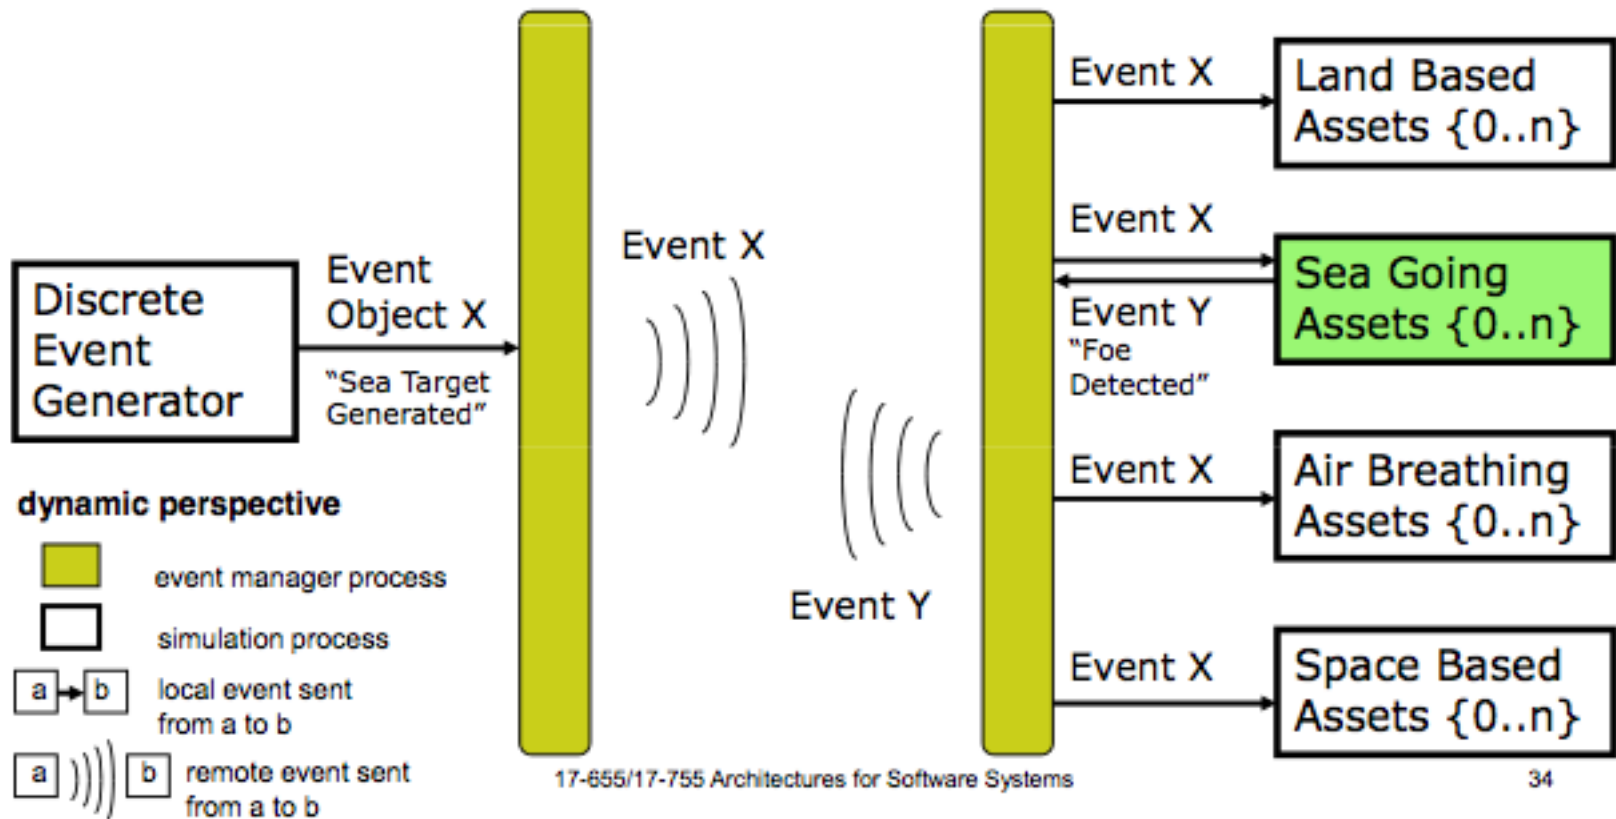 Discrete
Event
Generator
Event
Object X
"Sea Target
Generated"
Event X
Event Y
Event X
Land Based
Assets {0..n}
Event X
Event Y
"Foe
Detected"
Sea Going
Assets {0..n}
Event X
Air Breathing
Assets {0..n}
Event X
Space Based
Assets {0..n}
dynamic perspective
event manager process
simulation process
a b local event sent
from a to b
a b remote event sent
from a to b
17-655/17-755 Architectures for Software Systems
34